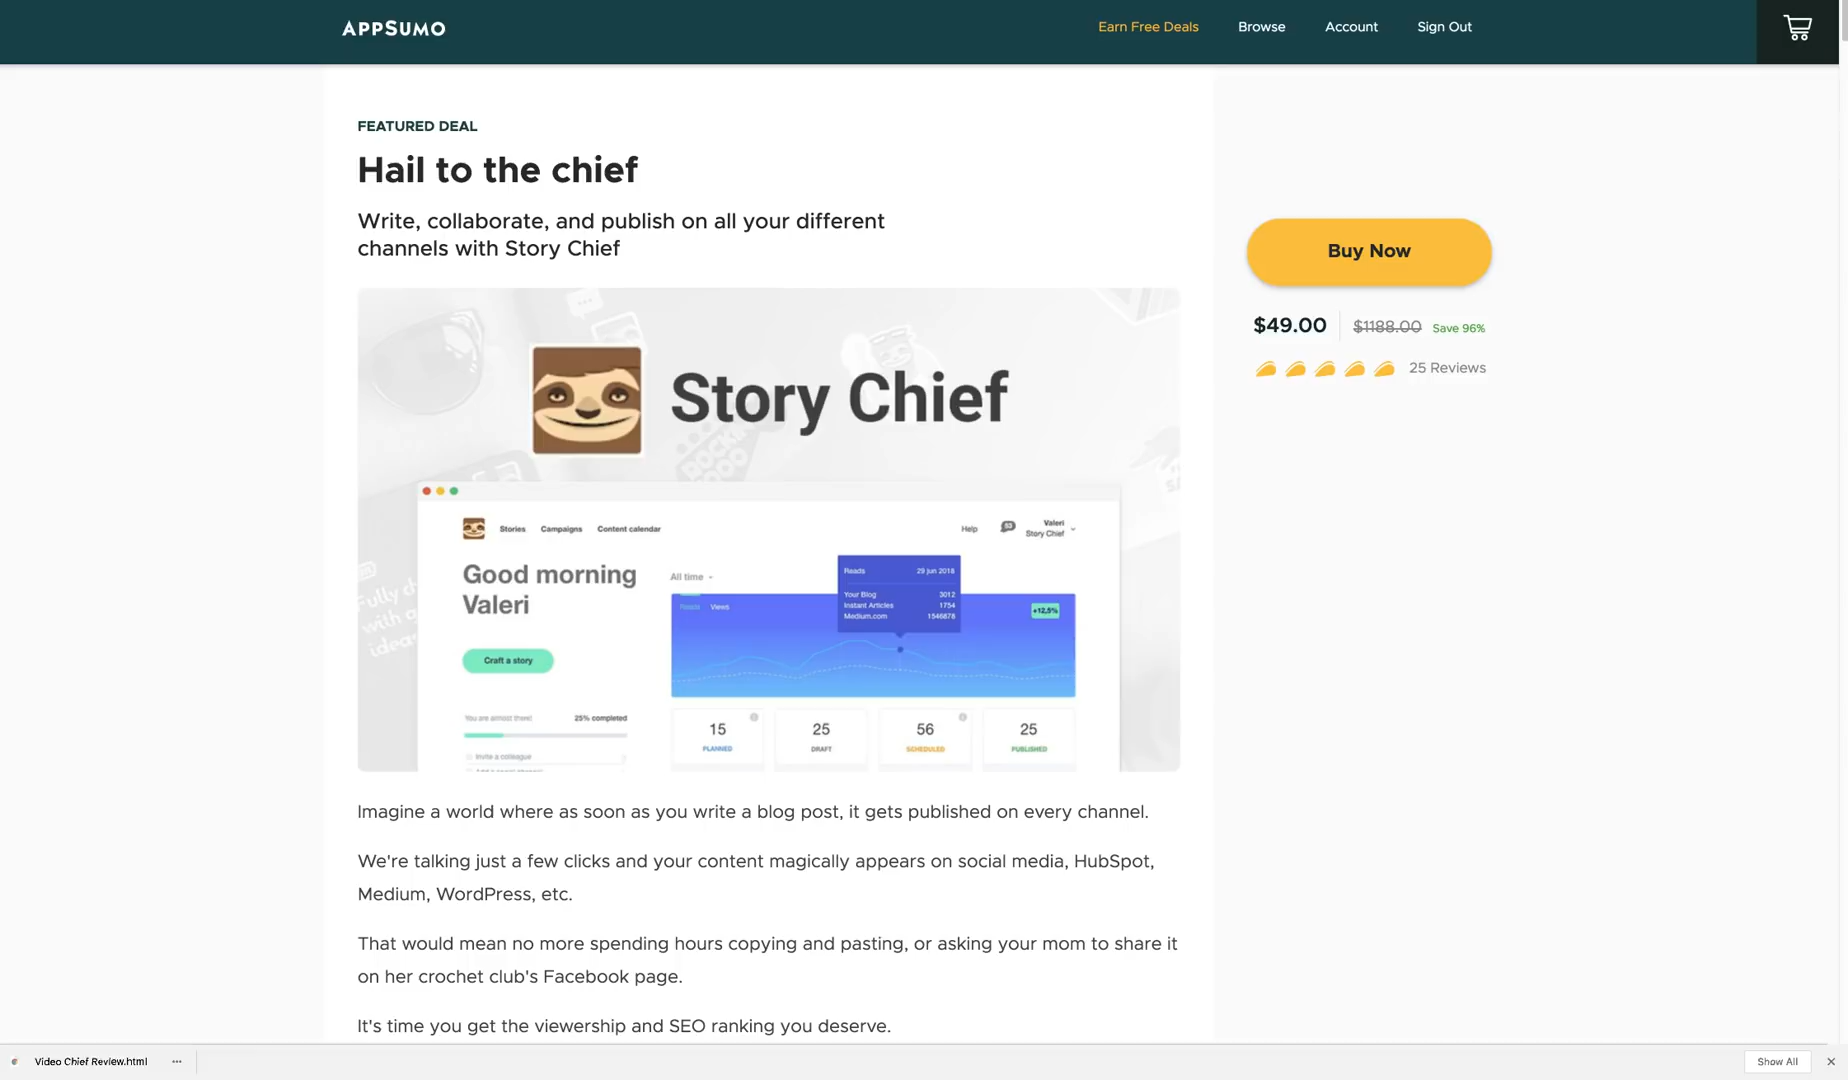 APPSUMO
Earn Free Deals
Browse
Account
Sign Out
FEATURED DEAL
Hail to the chief
Write, collaborate, and publish on all your different
channels with Story Chief
Buy Now
$49.00
$1188.00
Save 96%
25 Reviews
Story Chief
Stories
Campaigns
Content calendar
Help
53
Valeri
Story Chief
Good morning
Valeri
All time
Reads
29 jun 2018
Your Blog 3012
Instant Articles 1754
Medium.com 1546878
Reads
Views
+12,5%
Craft a story
You are almost there!
25% completed
Invite a colleague
15
PLANNED
25
DRAFT
56
SCHEDULED
25
PUBLISHED
Imagine a world where as soon as you write a blog post, it gets published on every channel.
We're talking just a few clicks and your content magically appears on social media, HubSpot,
Medium, WordPress, etc.
That would mean no more spending hours copying and pasting, or asking your mom to share it
on her crochet club's Facebook page.
It's time you get the viewership and SEO ranking you deserve.
Video Chief Review.html
Show All